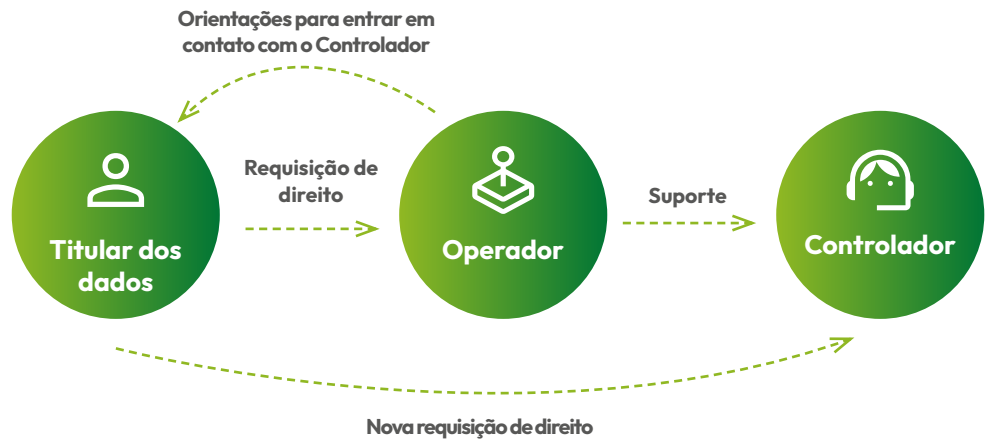 Orientações para entrar em
contato com o Controlador
Requisição de
direito
Suporte
Titular dos
dados
Operador
Controlador
Nova requisição de direito